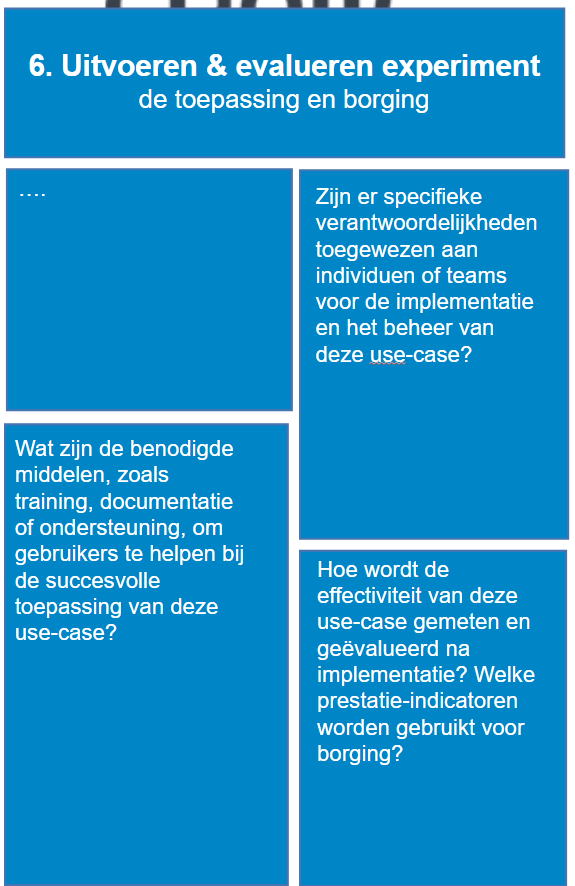 6. Uitvoeren & evalueren experiment
de toepassing en borging
....
Zijn er specifieke
verantwoordelijkheden
toegewezen aan
individuen of teams
voor de implementatie
en het beheer van
deze use-case?
Wat zijn de benodigde
middelen, zoals
training, documentatie
of ondersteuning, om
gebruikers te helpen bij
de succesvolle
toepassing van deze
use-case?
Hoe wordt de
effectiviteit van deze
use-case gemeten en
geëvalueerd na
implementatie? Welke
prestatie-indicatoren
worden gebruikt voor
borging?